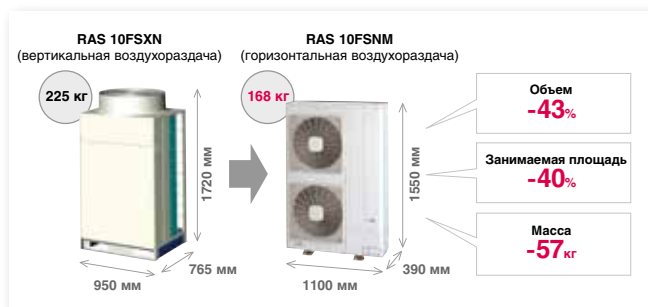 RAS 10FSXN
(вертикальная воздухораздача)
225 кг
1720 мм
765 мм
950 мм
RAS 10FSNM
(горизонтальная воздухораздача)
168 кг
1550 мм
390 мм
1100 мм
Объем
-43%
Занимаемая площадь
-40%
Масса
-57кг